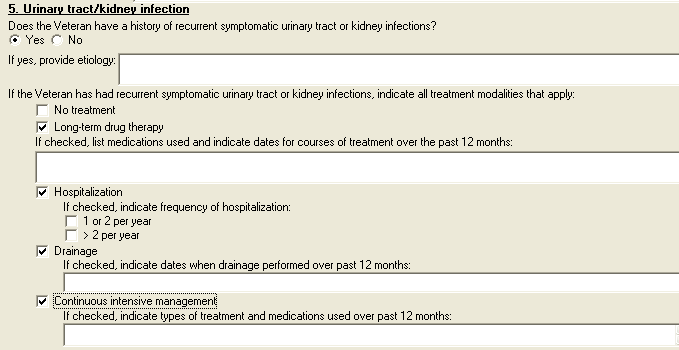 5. Urinary tract/kidney infection
Does the Veteran have a history of recurrent symptomatic urinary tract or kidney infections?
Yes No
If yes, provide etiology:
If the Veteran has had recurrent symptomatic urinary tract or kidney infections, indicate all treatment modalities that apply:
No treatment
Long-term drug therapy
If checked, list medications used and indicate dates for courses of treatment over the past 12 months:
Hospitalization
If checked, indicate frequency of hospitalization:
1 or 2 per year
> 2 per year
Drainage
If checked, indicate dates when drainage performed over past 12 months:
Continuous intensive management
If checked, indicate types of treatment and medications used over past 12 months: